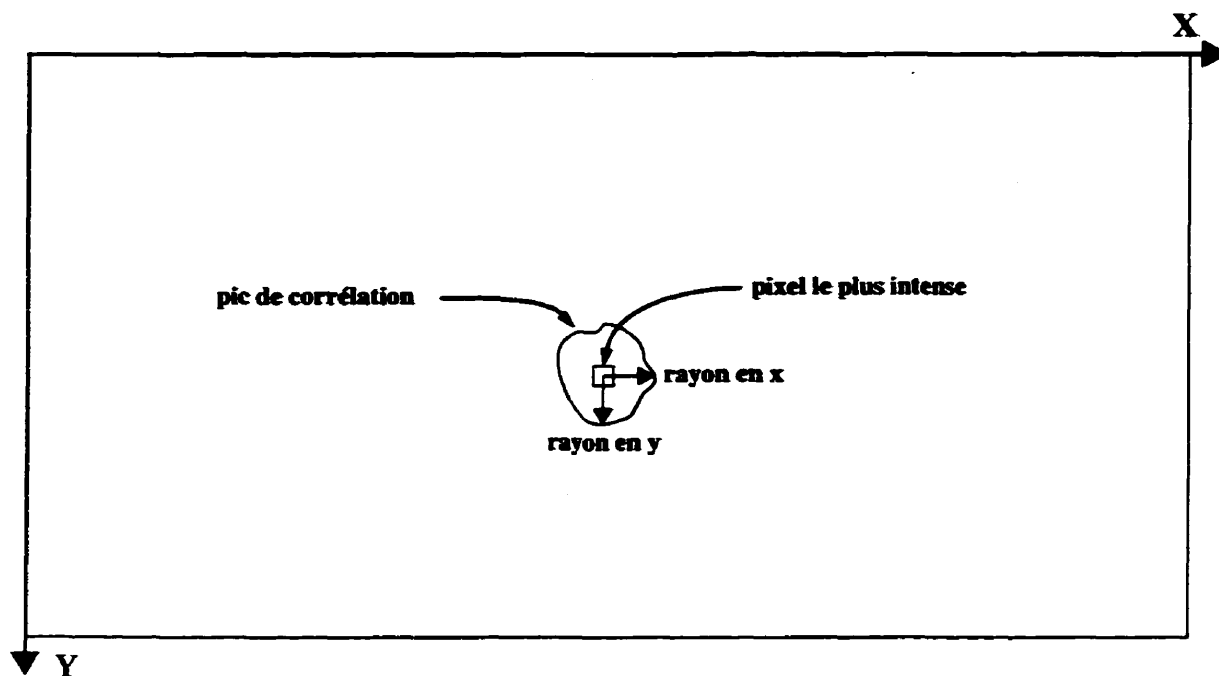 X
pic de corrélation
pixel le plus intense
rayon en x
rayon en y
Y